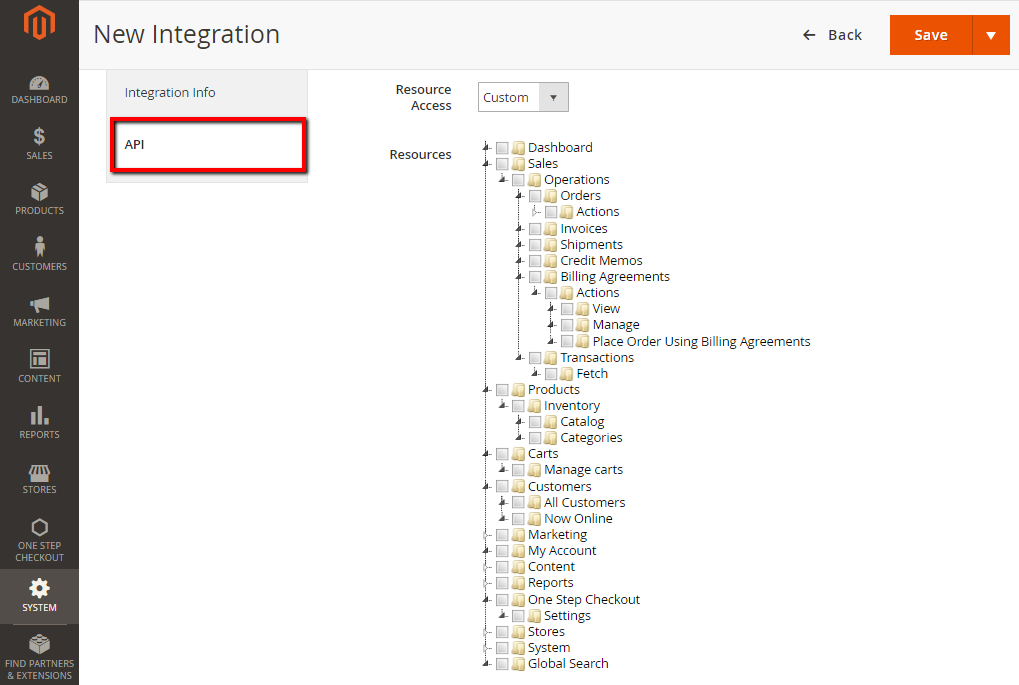 New Integration
Back
Save
DASHBOARD
SALES
PRODUCTS
CUSTOMERS
MARKETING
CONTENT
REPORTS
STORES
ONE STEP
CHECKOUT
SYSTEM
FIND PARTNERS
& EXTENSIONS
Integration Info
API
Resource
Access
Custom
Resources
Dashboard
Sales
Operations
Orders
Actions
Invoices
Shipments
Credit Memos
Billing Agreements
Actions
View
Manage
Place Order Using Billing Agreements
Transactions
Fetch
Products
Inventory
Catalog
Categories
Carts
Manage carts
Customers
All Customers
Now Online
Marketing
My Account
Content
Reports
One Step Checkout
Settings
Stores
System
Global Search